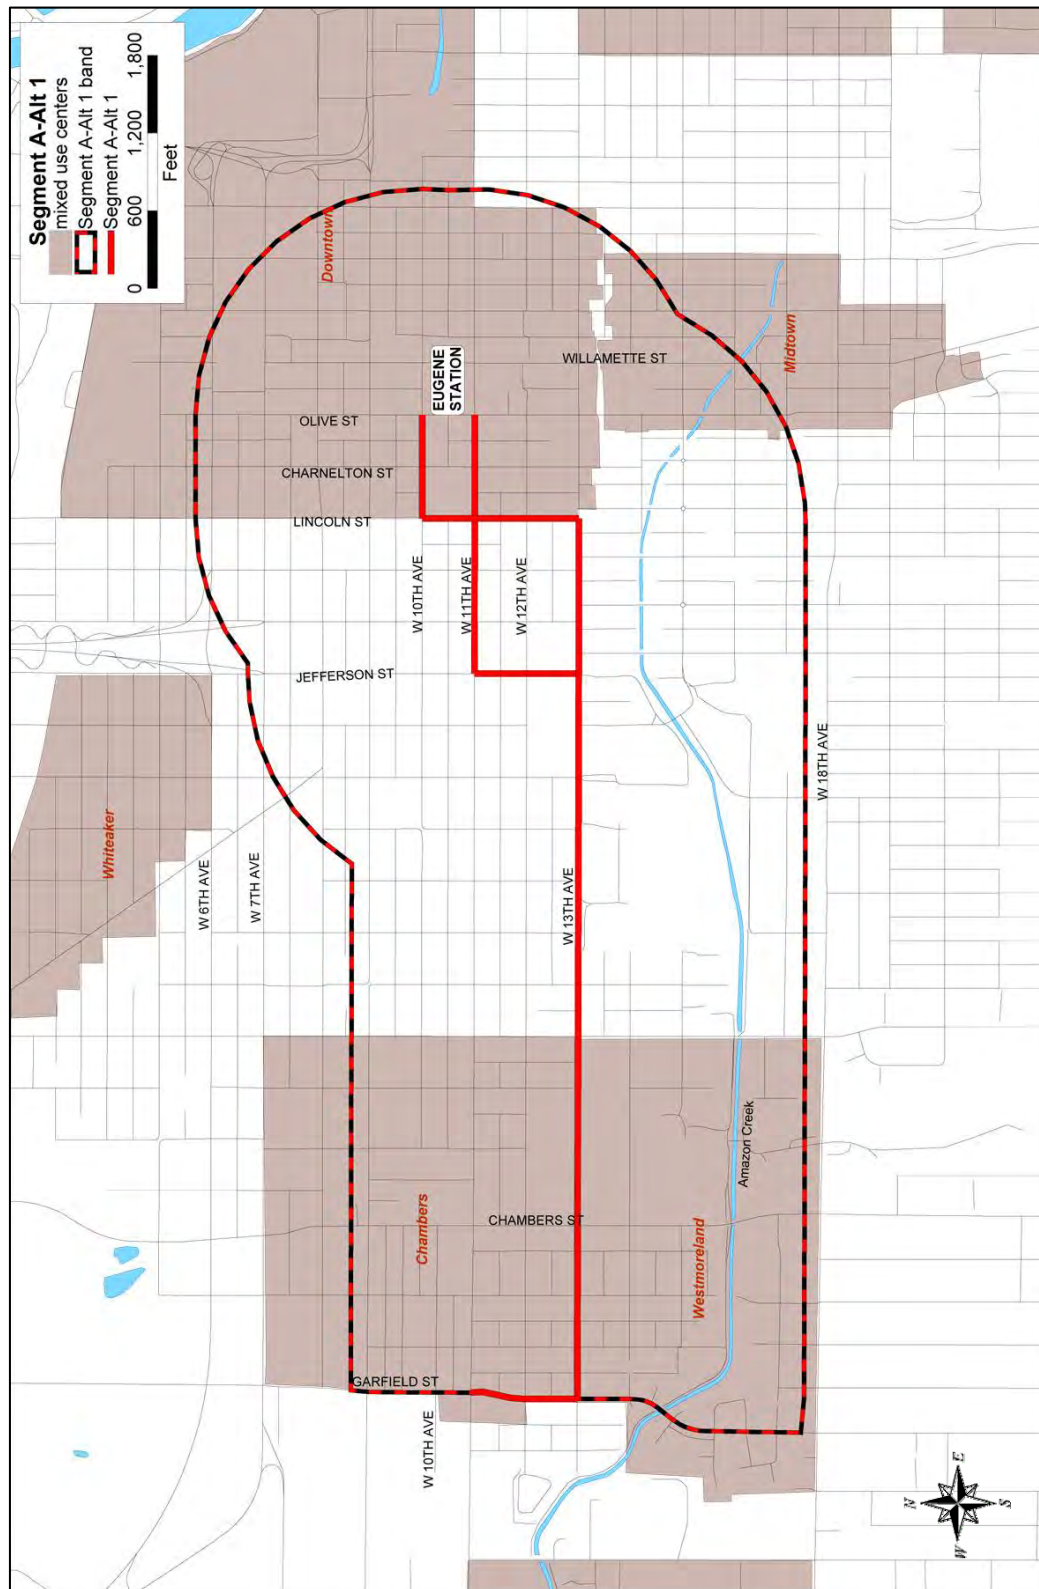 Segment A-Alt 1
mixed use centers
Segment A-Alt 1 band
Segment A-Alt 1
0 600 1,200 1,800
Feet
Downtown
Whiteaker
EUGENE
STATION
WILLAMETTE ST
Midtown
OLIVE ST
CHARNELTON ST
LINCOLN ST
W 10TH AVE
W 11TH AVE
W 12TH AVE
JEFFERSON ST
W 6TH AVE
W 7TH AVE
W 13TH AVE
W 18TH AVE
Chambers
CHAMBERS ST
Westmoreland
Amazon Creek
GARFIELD ST
W 10TH AVE
N
W E
S